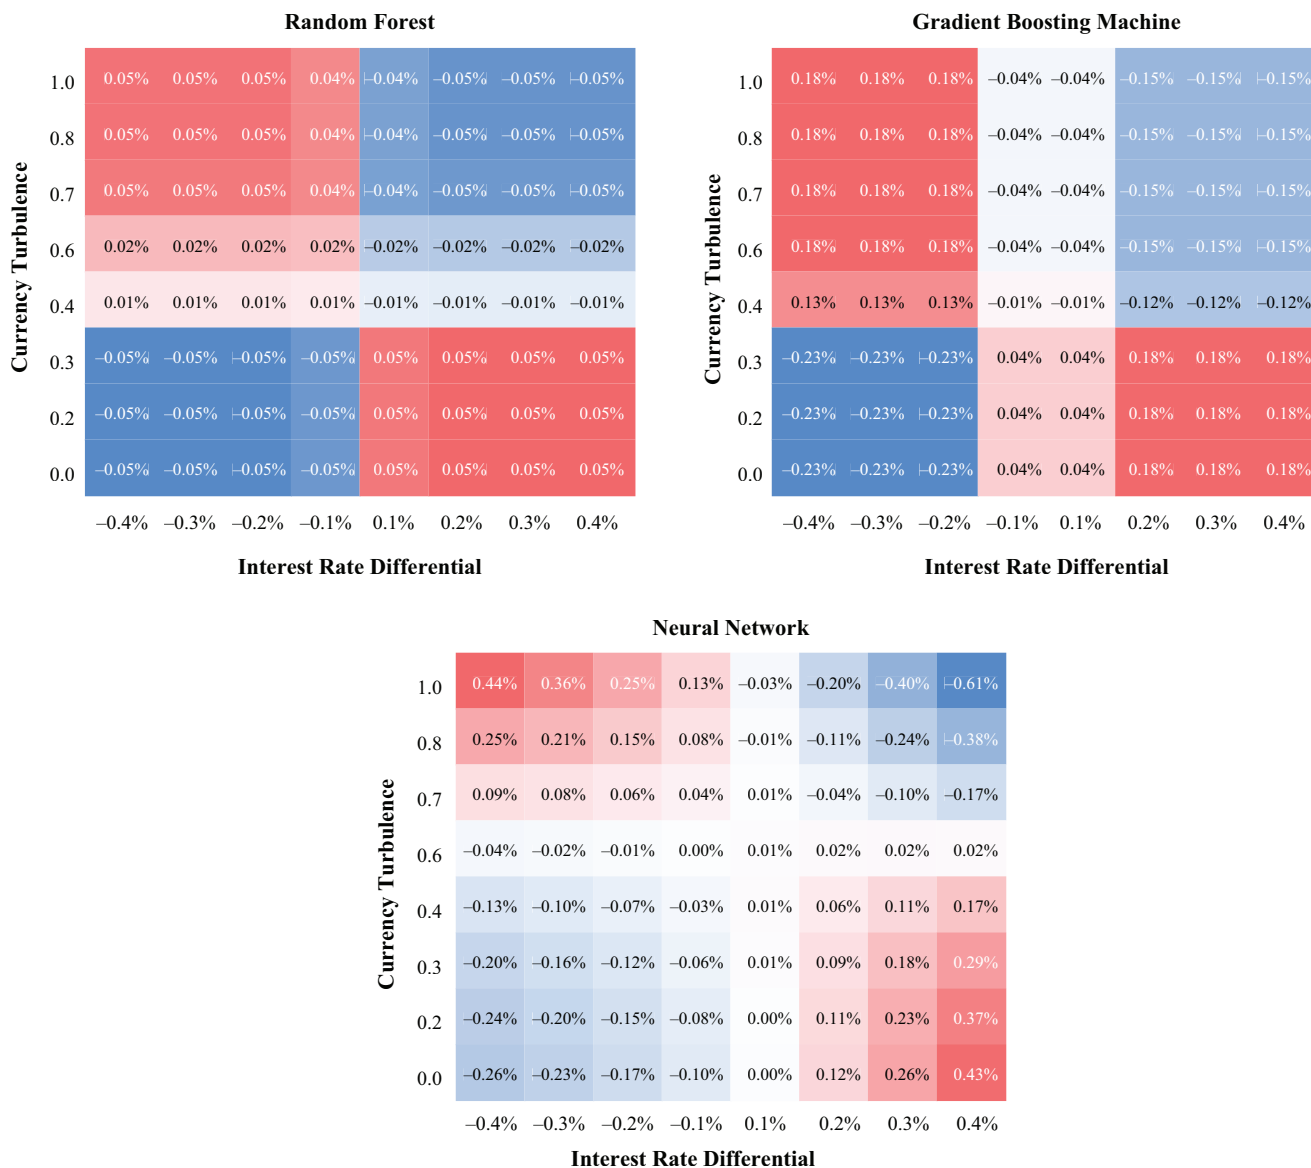 Random Forest
Gradient Boosting Machine
Currency Turbulence
1.0 0.05% 0.05% 0.05% 0.04% –0.04% –0.05% –0.05% –0.05%
0.8 0.05% 0.05% 0.05% 0.04% –0.04% –0.05% –0.05% –0.05%
0.7 0.05% 0.05% 0.05% 0.04% –0.04% –0.05% –0.05% –0.05%
0.6 0.02% 0.02% 0.02% 0.02% –0.02% –0.02% –0.02% –0.02%
0.4 0.01% 0.01% 0.01% 0.01% –0.01% –0.01% –0.01% –0.01%
0.3 –0.05% –0.05% –0.05% –0.05% 0.05% 0.05% 0.05% 0.05%
0.2 –0.05% –0.05% –0.05% –0.05% 0.05% 0.05% 0.05% 0.05%
0.0 –0.05% –0.05% –0.05% –0.05% 0.05% 0.05% 0.05% 0.05%
–0.4% –0.3% –0.2% –0.1% 0.1% 0.2% 0.3% 0.4%
Interest Rate Differential
Currency Turbulence
1.0 0.18% 0.18% 0.18% –0.04% –0.04% –0.15% –0.15% –0.15%
0.8 0.18% 0.18% 0.18% –0.04% –0.04% –0.15% –0.15% –0.15%
0.7 0.18% 0.18% 0.18% –0.04% –0.04% –0.15% –0.15% –0.15%
0.6 0.18% 0.18% 0.18% –0.04% –0.04% –0.15% –0.15% –0.15%
0.4 0.13% 0.13% 0.13% –0.01% –0.01% –0.12% –0.12% –0.12%
0.3 –0.23% –0.23% –0.23% 0.04% 0.04% 0.18% 0.18% 0.18%
0.2 –0.23% –0.23% –0.23% 0.04% 0.04% 0.18% 0.18% 0.18%
0.0 –0.23% –0.23% –0.23% 0.04% 0.04% 0.18% 0.18% 0.18%
–0.4% –0.3% –0.2% –0.1% 0.1% 0.2% 0.3% 0.4%
Interest Rate Differential
Neural Network
Currency Turbulence
1.0 0.44% 0.36% 0.25% 0.13% –0.03% –0.20% –0.40% –0.61%
0.8 0.25% 0.21% 0.15% 0.08% –0.01% –0.11% –0.24% –0.38%
0.7 0.09% 0.08% 0.06% 0.04% 0.01% –0.04% –0.10% –0.17%
0.6 –0.04% –0.02% –0.01% 0.00% 0.01% 0.02% 0.02% 0.02%
0.4 –0.13% –0.10% –0.07% –0.03% 0.01% 0.06% 0.11% 0.17%
0.3 –0.20% –0.16% –0.12% –0.06% 0.01% 0.09% 0.18% 0.29%
0.2 –0.24% –0.20% –0.15% –0.08% 0.00% 0.11% 0.23% 0.37%
0.0 –0.26% –0.23% –0.17% –0.10% 0.00% 0.12% 0.26% 0.43%
–0.4% –0.3% –0.2% –0.1% 0.1% 0.2% 0.3% 0.4%
Interest Rate Differential